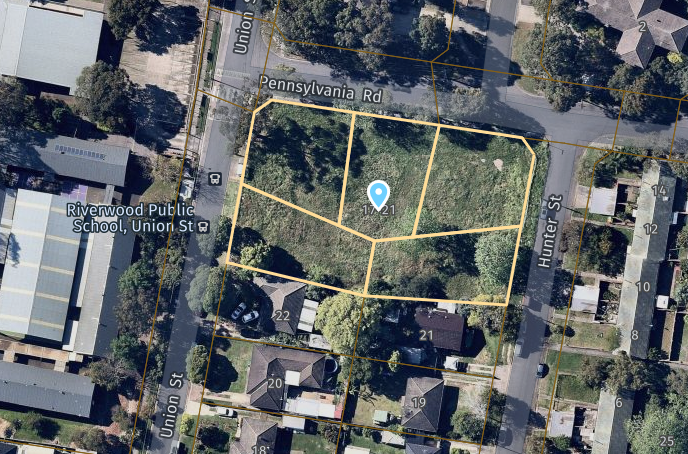 Union St
2
Pennsylvania Rd
14
17-21
Riverwood Public
School, Union St
12
Hunter St
10
22
21
8
20
19
6
Union St
18
25